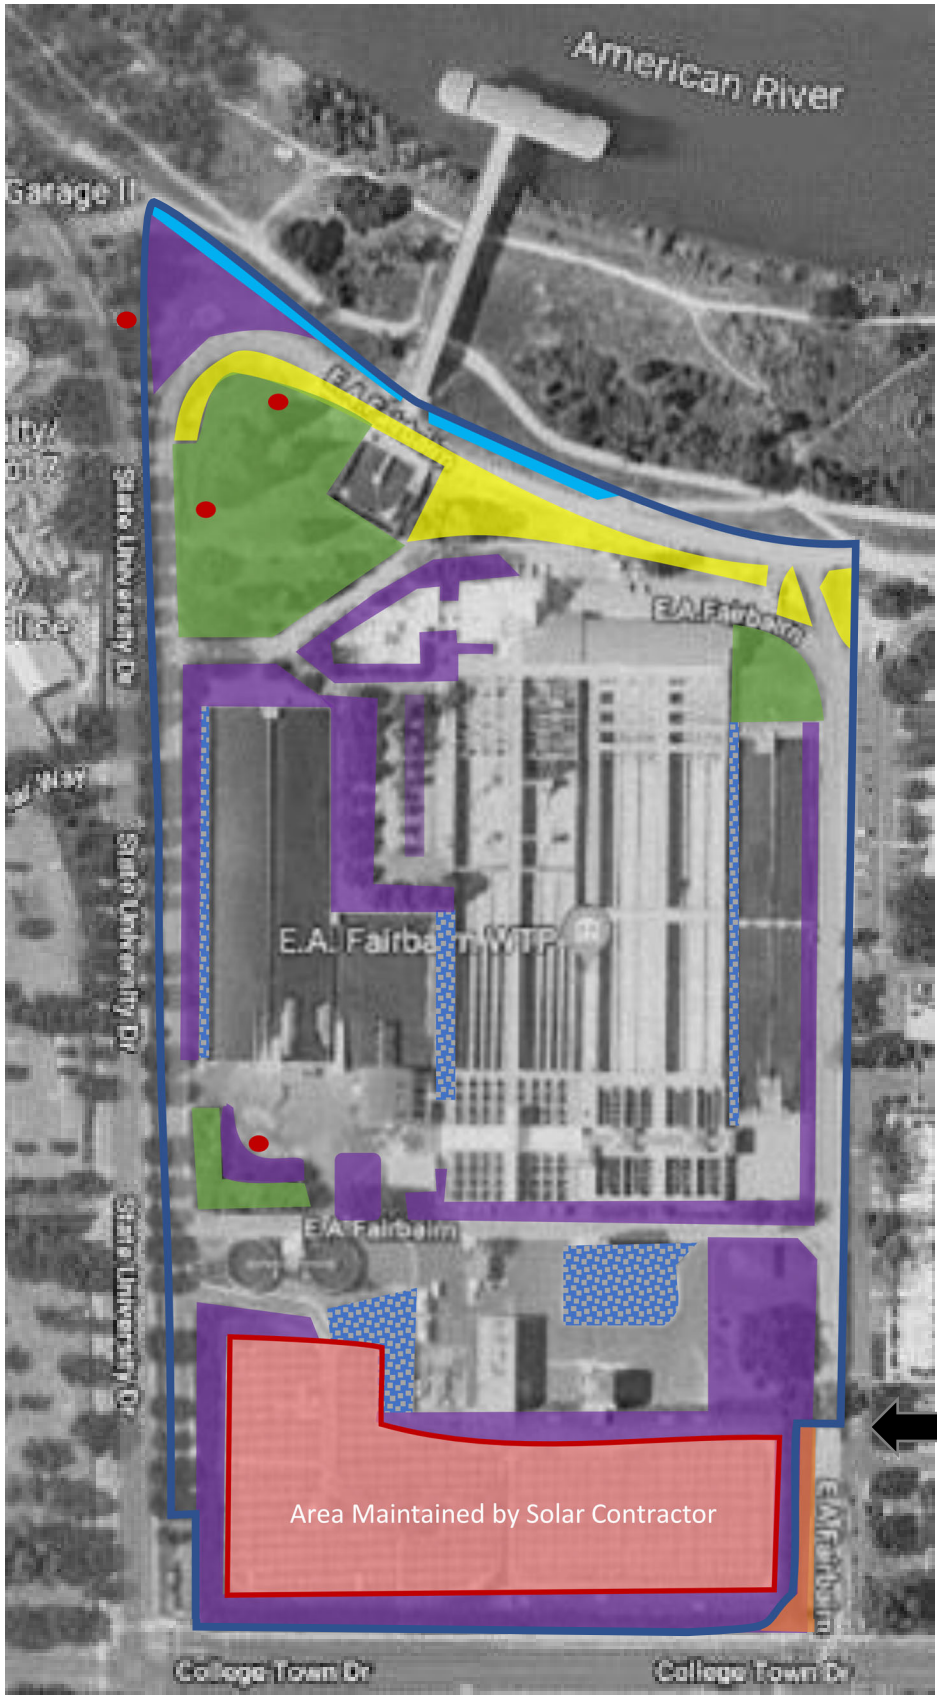 American River
Garage II
State University Dr
E.A.Fairbairn
E.A. Fairbairn WTP
State University Dr
E A Fairbairn
State University Dr
Area Maintained by Solar Contractor
E A Fairbairn
College Town Dr
College Town Dr